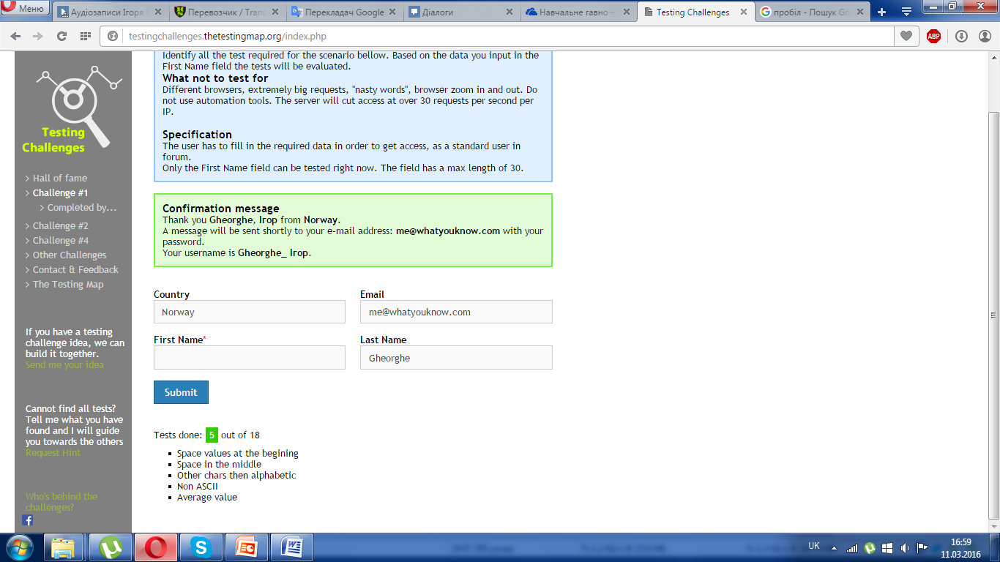 Меню
Аудіозаписи Ігоря
Перевозчик / Trans
Перекладач Google
Діалоги
Навчальне гавно –
Testing Challenges
пробіл - Пошук Go
testingchallenges.thetestingmap.org/index.php
ABP
Identify all the test required for the scenario bellow. Based on the data you input in the
First Name field the tests will be evaluated.
What not to test for
Different browsers, extremely big requests, "nasty words", browser zoom in and out. Do
not use automation tools. The server will cut access at over 30 requests per second per
IP.
Specification
The user has to fill in the required data in order to get access, as a standard user in
forum.
Only the First Name field can be tested right now. The field has a max length of 30.
Confirmation message
Thank you Gheorghe, Irop from Norway.
A message will be sent shortly to your e-mail address: me@whatyouknow.com with your
password.
Your username is Gheorghe_ Irop.
Country
Email
Norway
me@whatyouknow.com
First Name*
Last Name
Gheorghe
Submit
Tests done: 5 out of 18
Space values at the begining
Space in the middle
Other chars then alphabetic
Non ASCII
Average value
Testing
Challenges
Hall of fame
Challenge #1
Completed by...
Challenge #2
Challenge #4
Other Challenges
Contact & Feedback
The Testing Map
If you have a testing
challenge idea, we can
build it together.
Send me your idea
Cannot find all tests?
Tell me what you have
found and I will guide
you towards the others
Request Hint
Who's behind the
challenges?
UK
16:59
11.03.2016